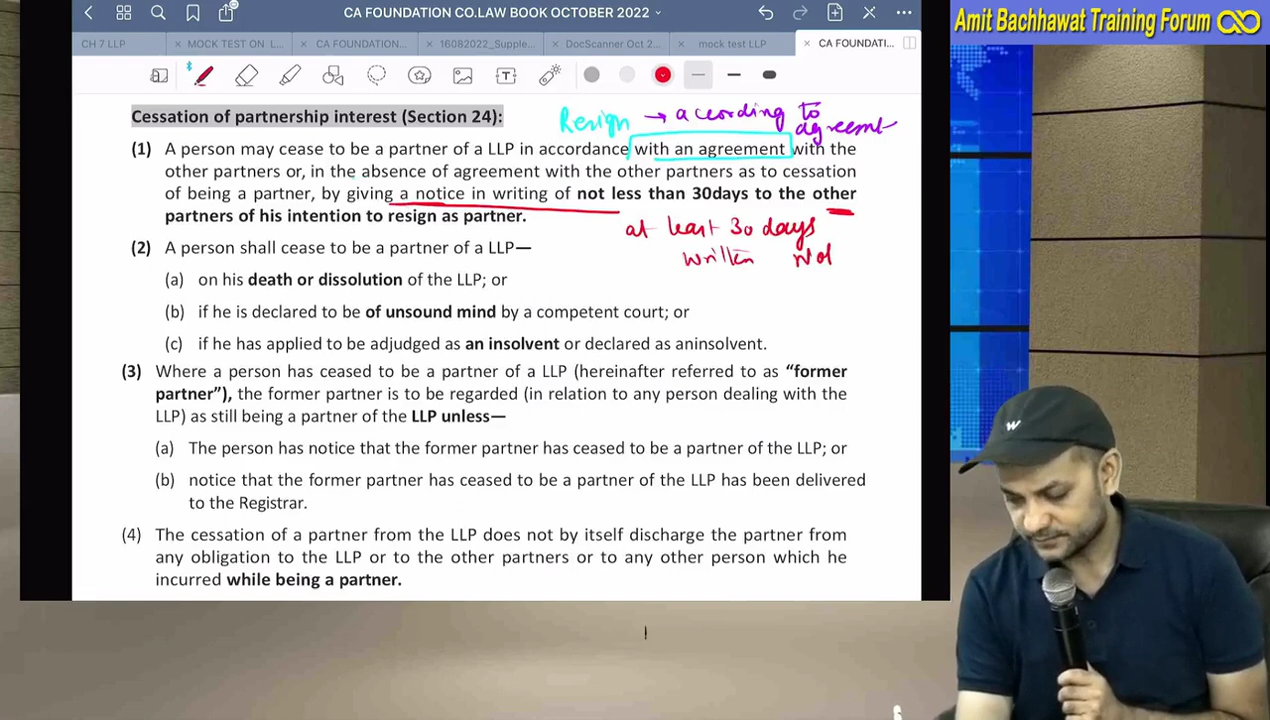 CA FOUNDATION CO.LAW BOOK OCTOBER 2022
Amit Bachhawat Training Forum
CH 7 LLP
MOCK TEST ON L...
CA FOUNDATION...
16082022_Supple...
DocScanner Oct 2...
mock test LLP
CA FOUNDATI...
Cessation of partnership interest (Section 24):
Resign → according to
agreemt
(1) A person may cease to be a partner of a LLP in accordance with an agreement with the
other partners or, in the absence of agreement with the other partners as to cessation
of being a partner, by giving a notice in writing of not less than 30days to the other
partners of his intention to resign as partner.
at least 30 days
written Not
(2) A person shall cease to be a partner of a LLP—
(a) on his death or dissolution of the LLP; or
(b) if he is declared to be of unsound mind by a competent court; or
(c) if he has applied to be adjudged as an insolvent or declared as aninsolvent.
(3) Where a person has ceased to be a partner of a LLP (hereinafter referred to as “former
partner”), the former partner is to be regarded (in relation to any person dealing with the
LLP) as still being a partner of the LLP unless—
(a) The person has notice that the former partner has ceased to be a partner of the LLP; or
(b) notice that the former partner has ceased to be a partner of the LLP has been delivered
to the Registrar.
(4) The cessation of a partner from the LLP does not by itself discharge the partner from
any obligation to the LLP or to the other partners or to any other person which he
incurred while being a partner.